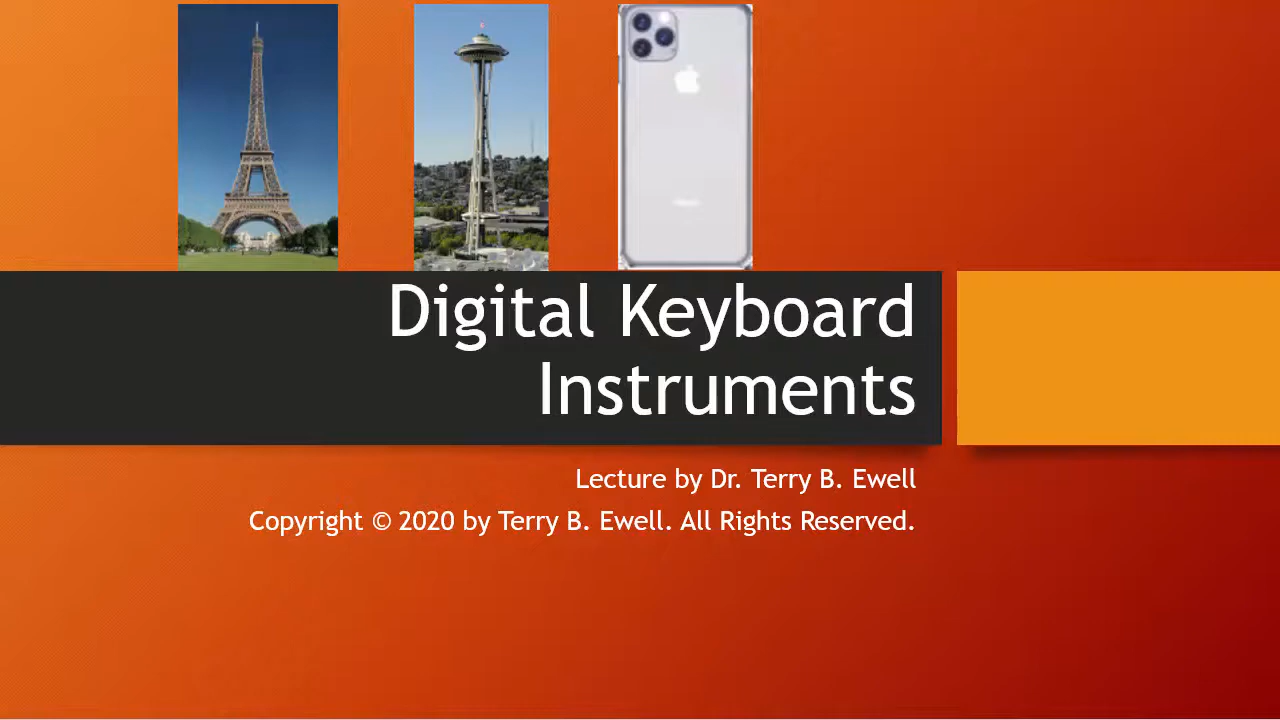 Digital Keyboard
Instruments
Lecture by Dr. Terry B. Ewell
Copyright © 2020 by Terry B. Ewell. All Rights Reserved.